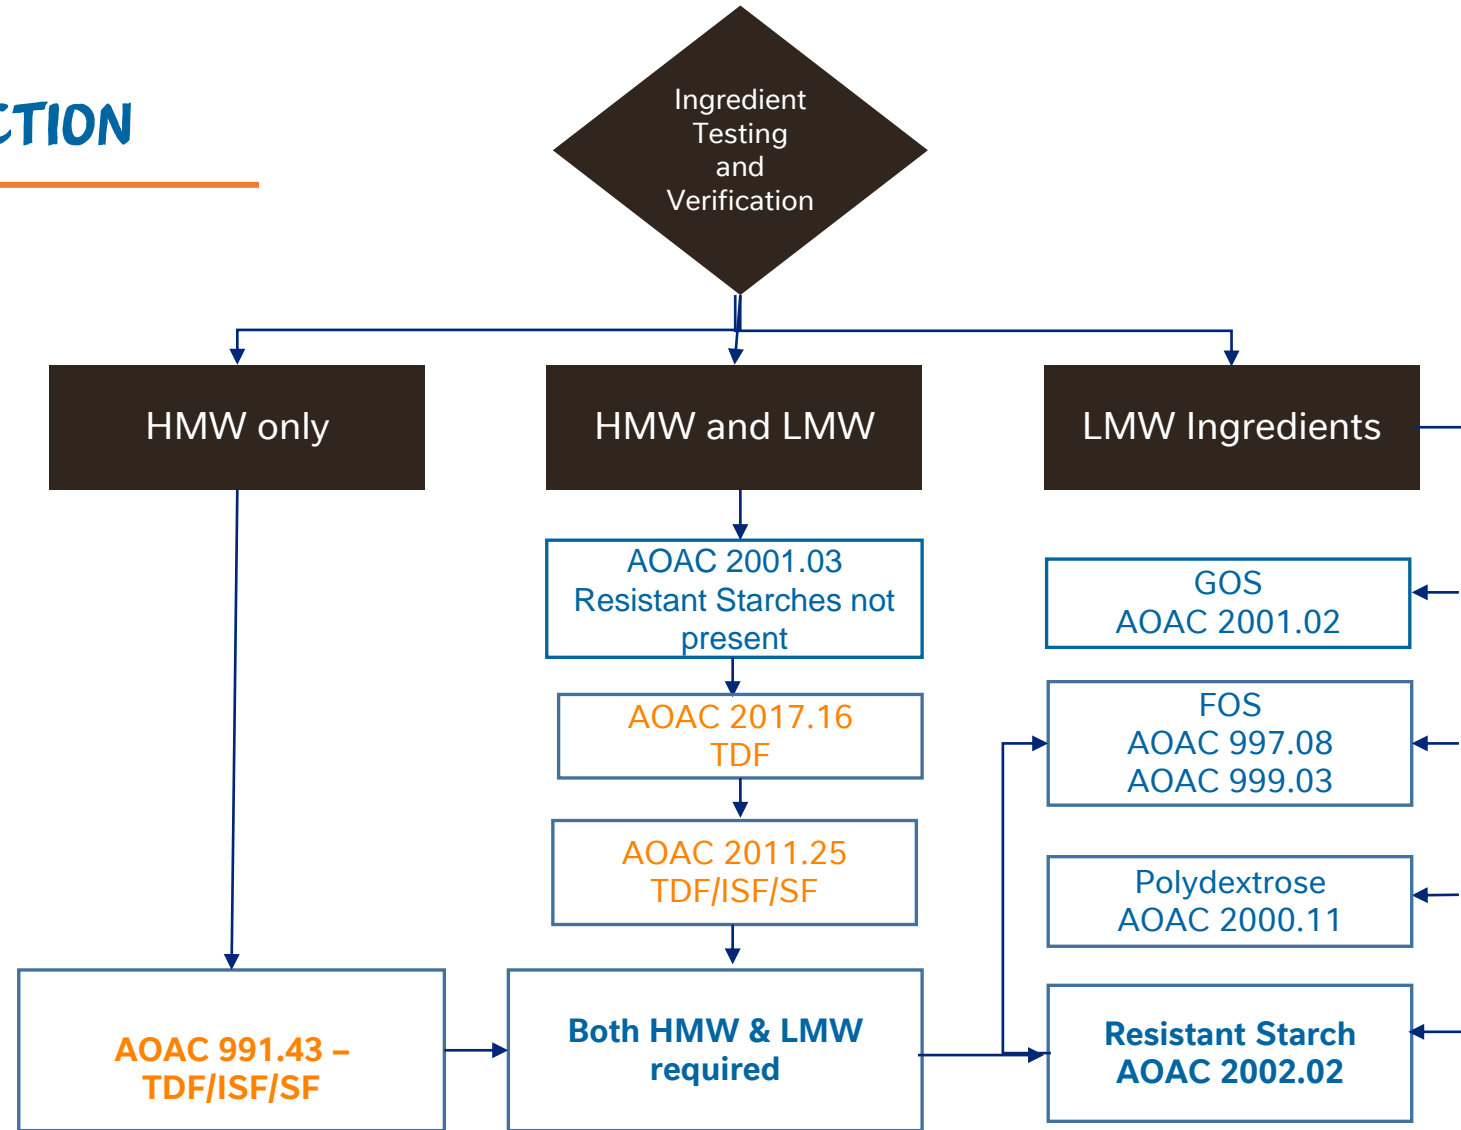 CTION
Ingredient
Testing
and
Verification
HMW only
HMW and LMW
LMW Ingredients
AOAC 2001.03
Resistant Starches not
present
GOS
AOAC 2001.02
AOAC 2017.16
TDF
FOS
AOAC 997.08
AOAC 999.03
AOAC 2011.25
TDF/ISF/SF
Polydextrose
AOAC 2000.11
AOAC 991.43 –
TDF/ISF/SF
Both HMW & LMW
required
Resistant Starch
AOAC 2002.02